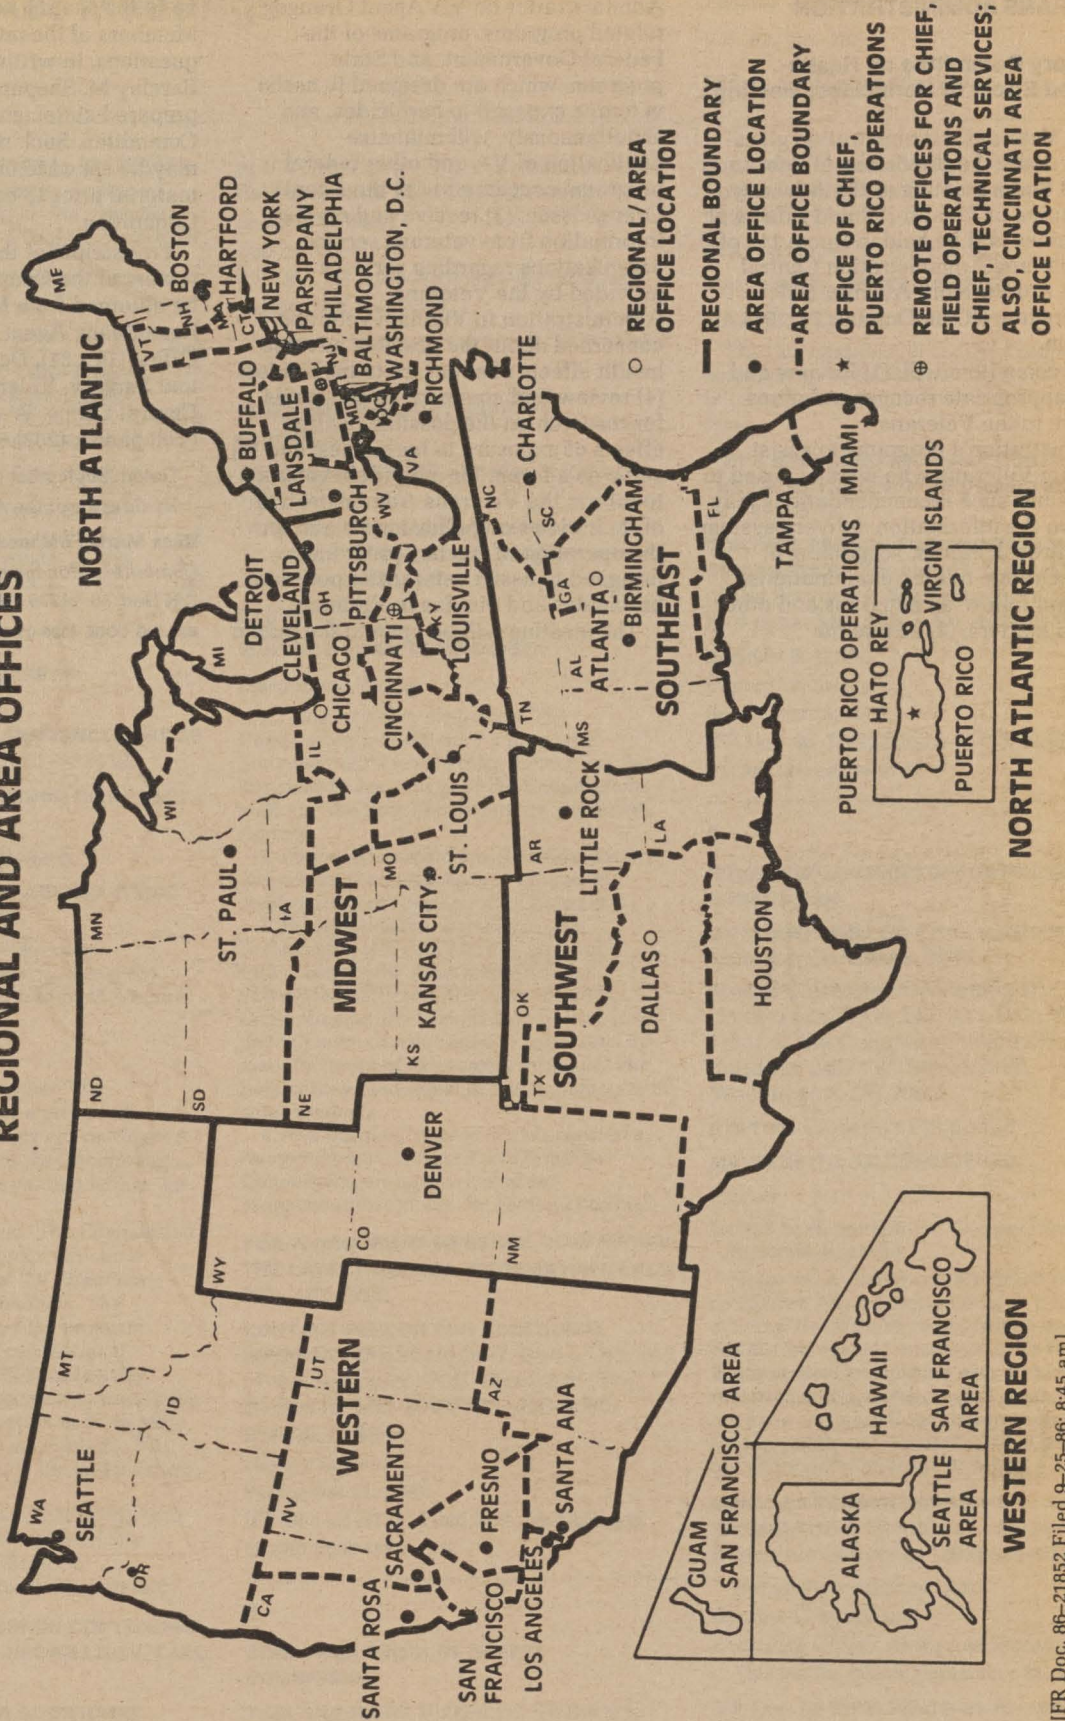 REGIONAL AND AREA OFFICES
NORTH ATLANTIC
ME
VT
NH
BOSTON
MA
HARTFORD
CT
NEW YORK
PARSIPPANY
NJ
PHILADELPHIA
BALTIMORE
MD
DC
WASHINGTON, D.C.
RICHMOND
BUFFALO
LANSDALE
PITTSBURGH
WV
VA
DETROIT
MI
CLEVELAND
OH
CHICAGO
CINCINNATI
KY
LOUISVILLE
IL
WI
MN
ST. PAUL
IA
MIDWEST
MO
ST. LOUIS
KANSAS CITY
KS
ND
SD
NE
WA
SEATTLE
OR
MT
ID
WY
WESTERN
UT
NV
CA
CO
DENVER
NM
AZ
SANTA ROSA
SACRAMENTO
SAN
FRANCISCO
FRESNO
LOS ANGELES
SANTA ANA
SOUTHWEST
OK
TX
AR
LITTLE ROCK
LA
DALLAS
HOUSTON
TN
NC
CHARLOTTE
SC
GA
ATLANTA
AL
BIRMINGHAM
MS
SOUTHEAST
FL
TAMPA
MIAMI
REGIONAL/AREA
OFFICE LOCATION
REGIONAL BOUNDARY
AREA OFFICE LOCATION
AREA OFFICE BOUNDARY
OFFICE OF CHIEF,
PUERTO RICO OPERATIONS
REMOTE OFFICES FOR CHIEF,
FIELD OPERATIONS AND
CHIEF, TECHNICAL SERVICES;
ALSO, CINCINNATI AREA
OFFICE LOCATION
PUERTO RICO OPERATIONS
HATO REY
VIRGIN ISLANDS
PUERTO RICO
NORTH ATLANTIC REGION
GUAM
SAN FRANCISCO AREA
ALASKA
SEATTLE
AREA
HAWAII
SAN FRANCISCO
AREA
WESTERN REGION
[FR Doc. 86–21852 Filed 9–25–86; 8:45 am]